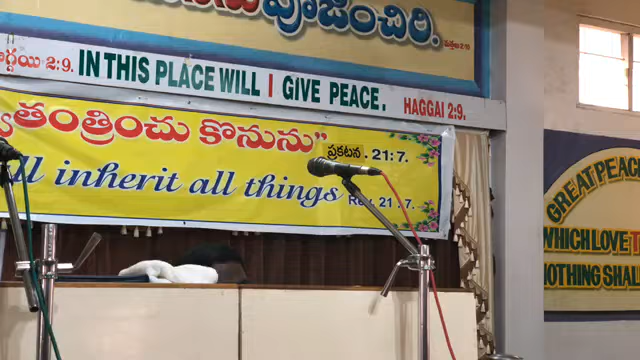 పూజించిరి.
2:9. IN THIS PLACE WILL I GIVE PEACE. HAGGAI 2:9.
స్వతంత్రించు కొనును"
ప్రకటన. 21:7.
inherit all things Rev. 21:7.
GREAT PEACE
WHICH LOVE
NOTHING SHALL